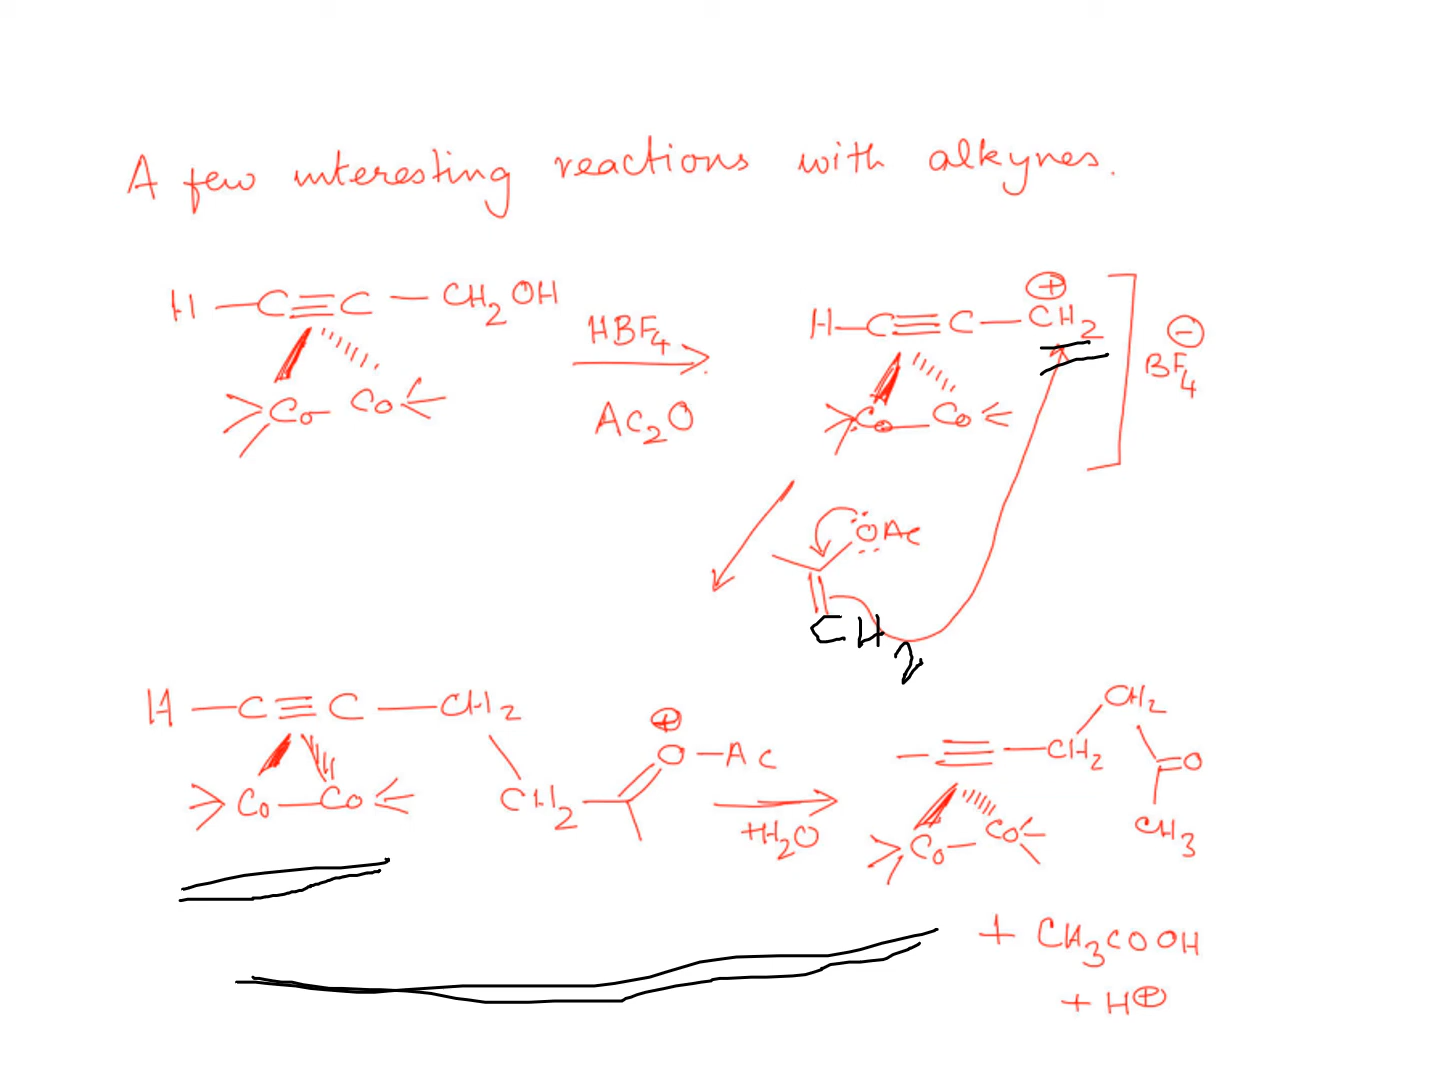 A few interesting reactions with alkynes.
H—C≡C—CH2OH
Co Co
HBF4
Ac2O
H—C≡C—CH2 ⊕
Co—Co
BF4 ⊖
OAc
CH2
H—C≡C—CH2
Co—Co
CH2
⊕
O—Ac
+H2O
—≡—CH2
CH2
=O
CH3
Co—Co
+ CH3COOH
+ H⊕